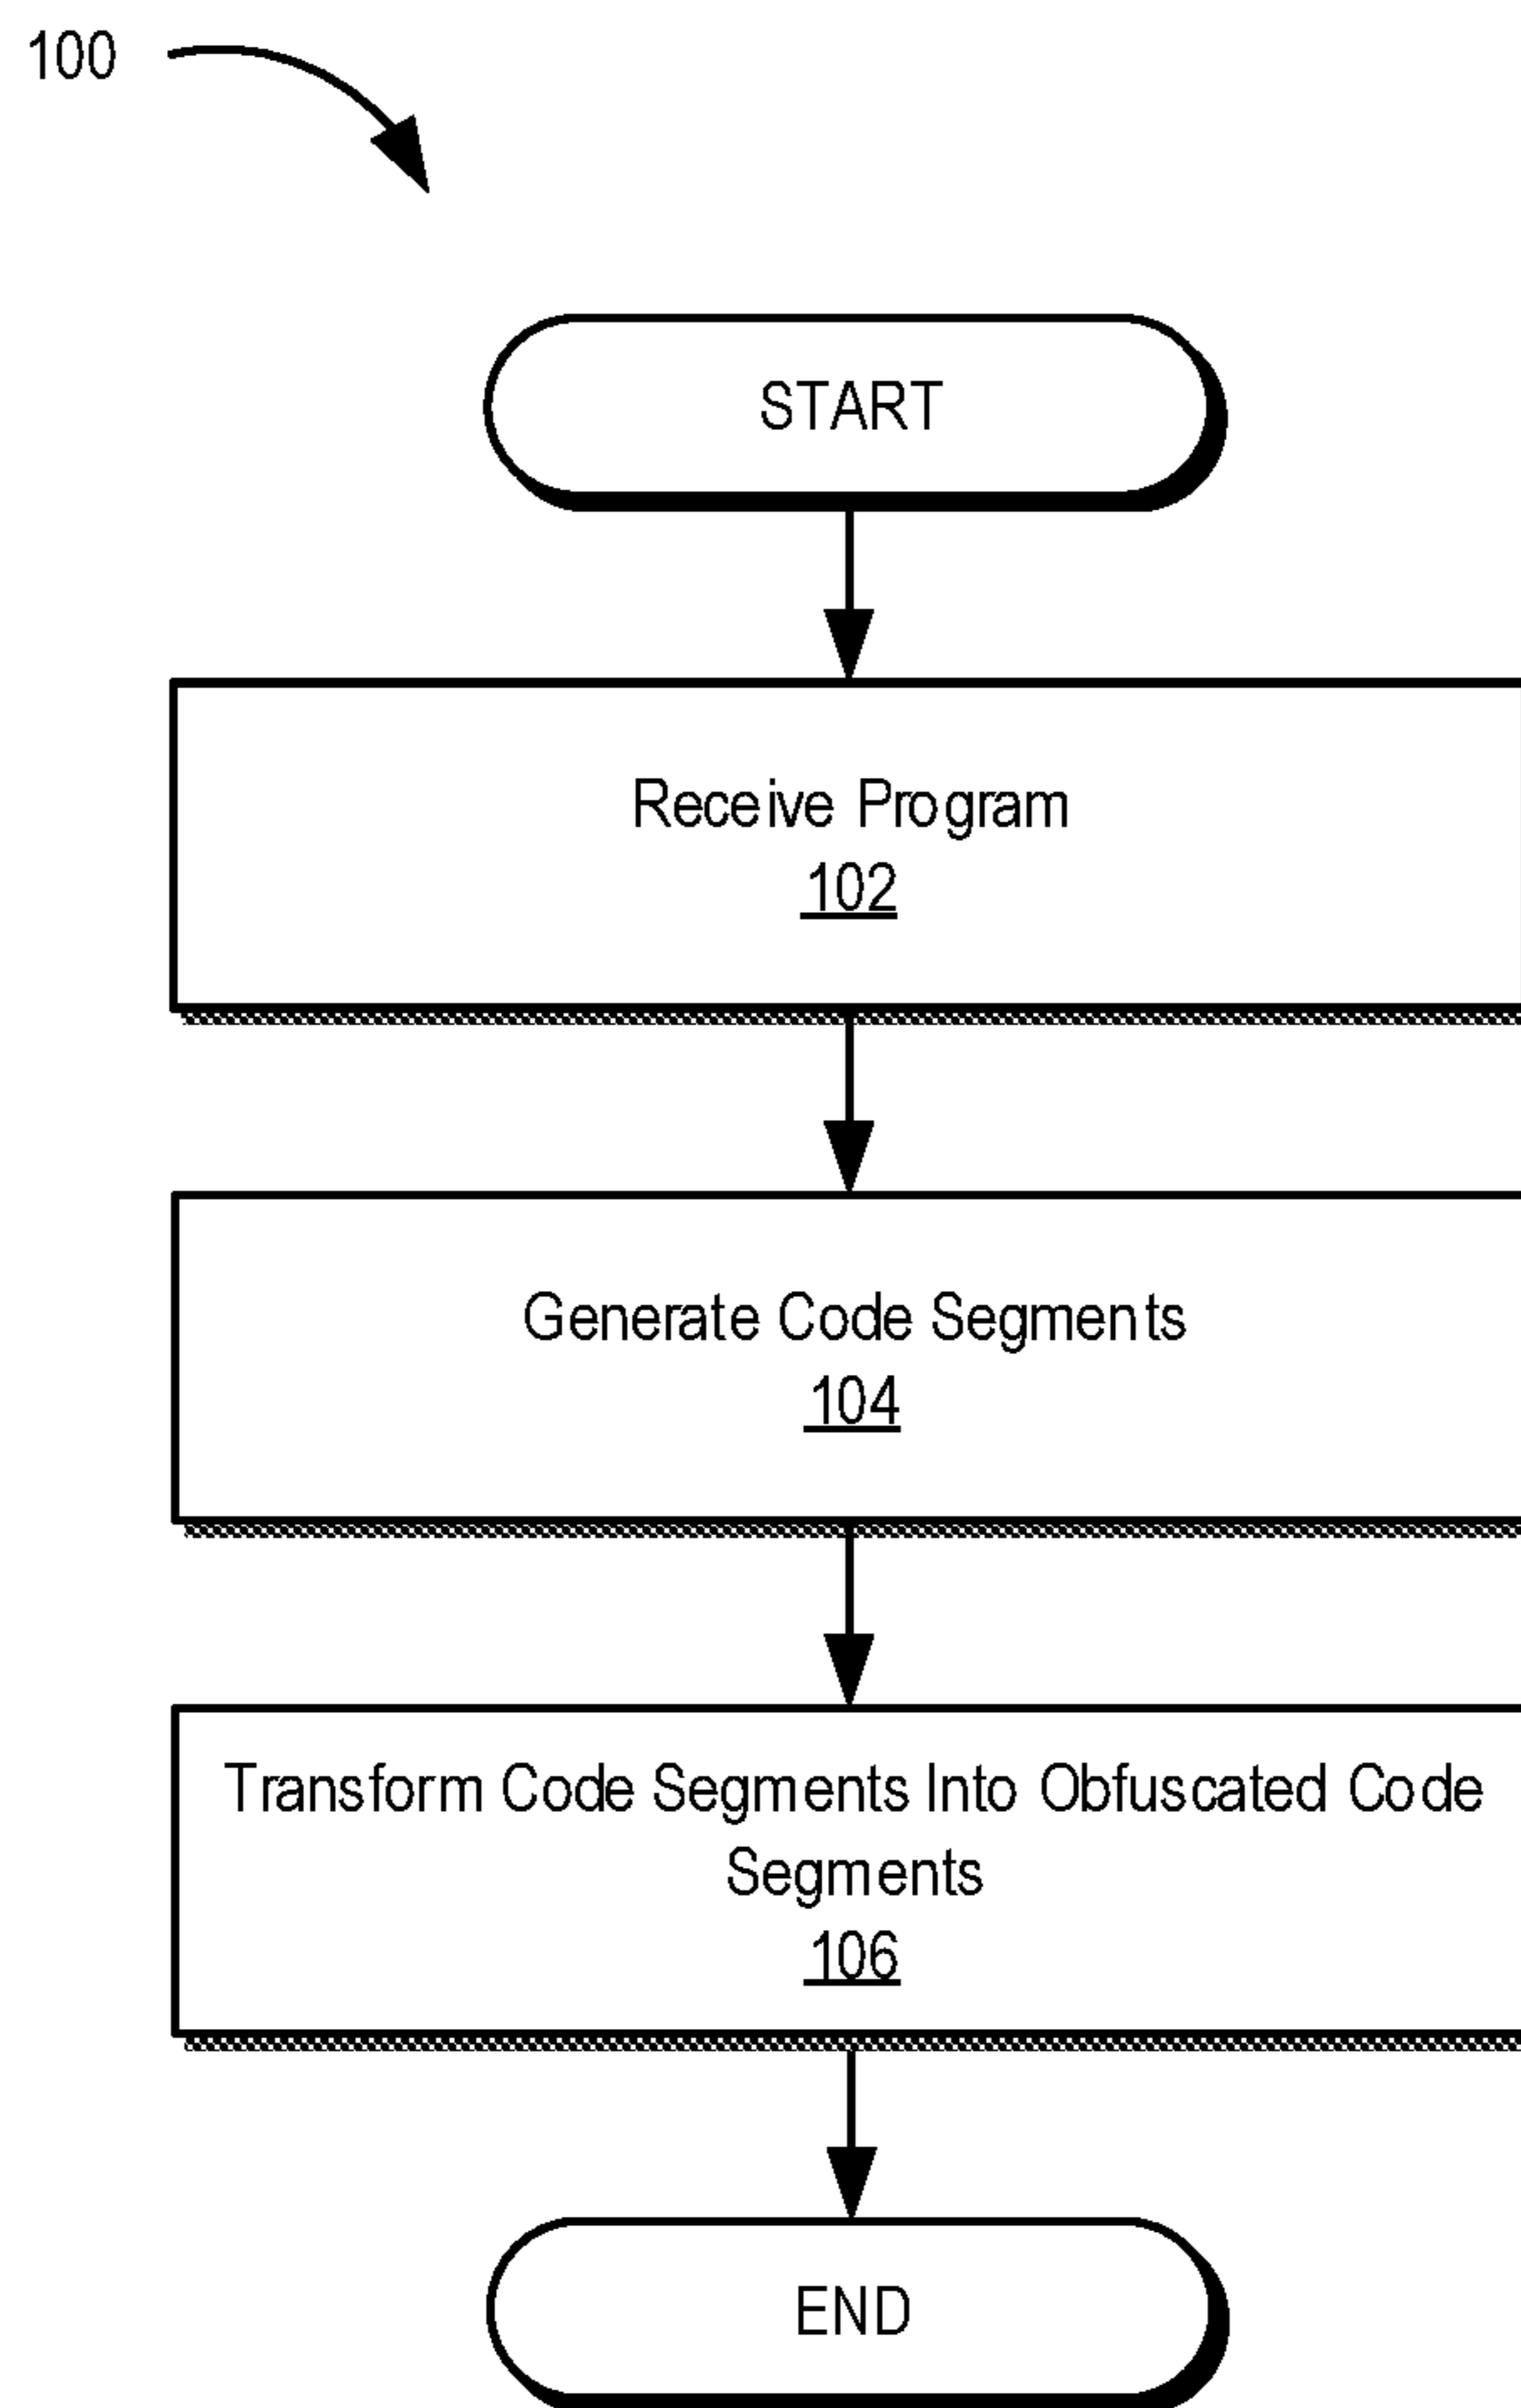 100
START
Receive Program
102
Generate Code Segments
104
Transform Code Segments Into Obfuscated Code
Segments
106
END